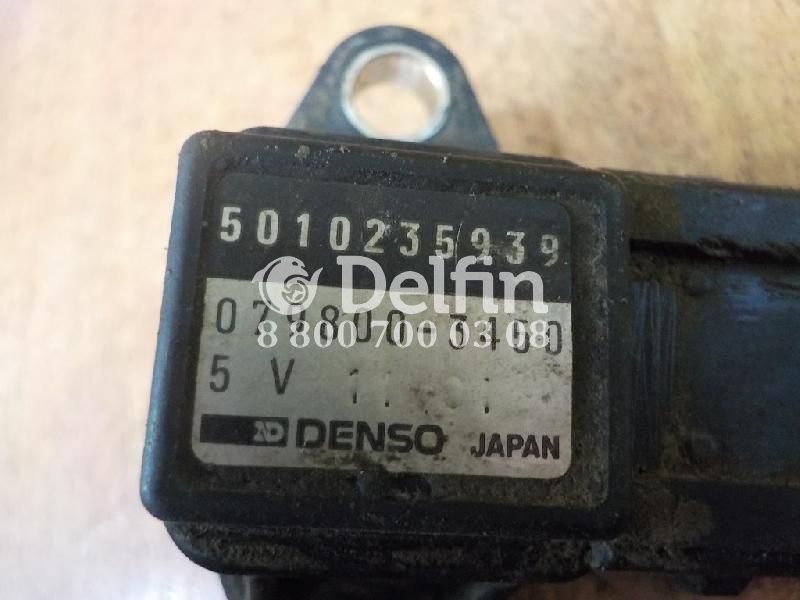 5010235939
Delfin
8 800 700 03 08
5 V
DENSO JAPAN